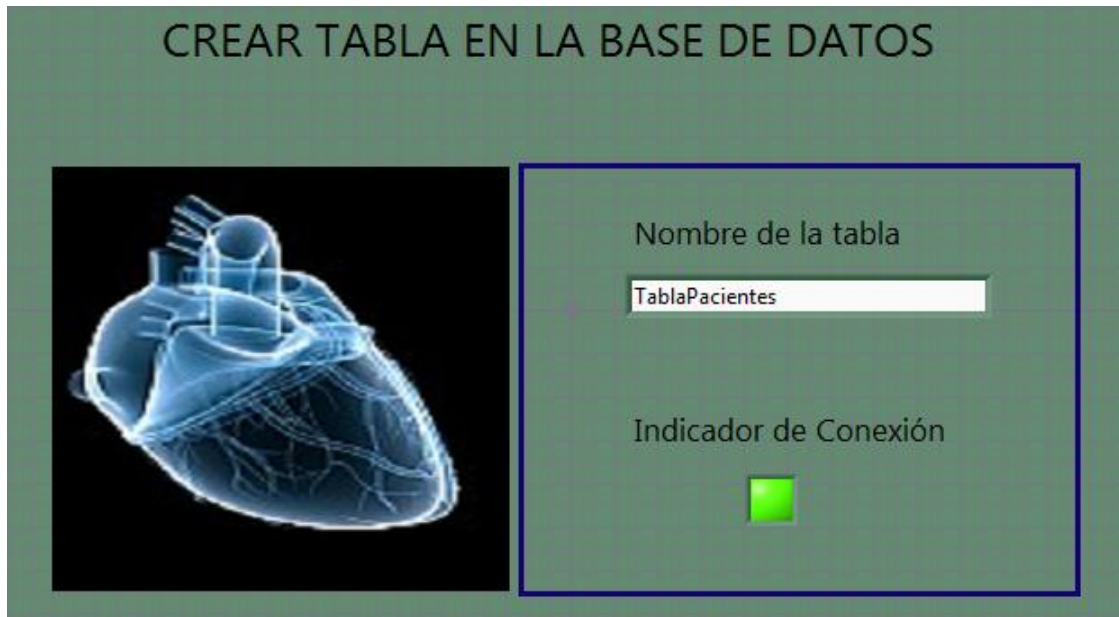 CREAR TABLA EN LA BASE DE DATOS
Nombre de la tabla
TablaPacientes
Indicador de Conexión